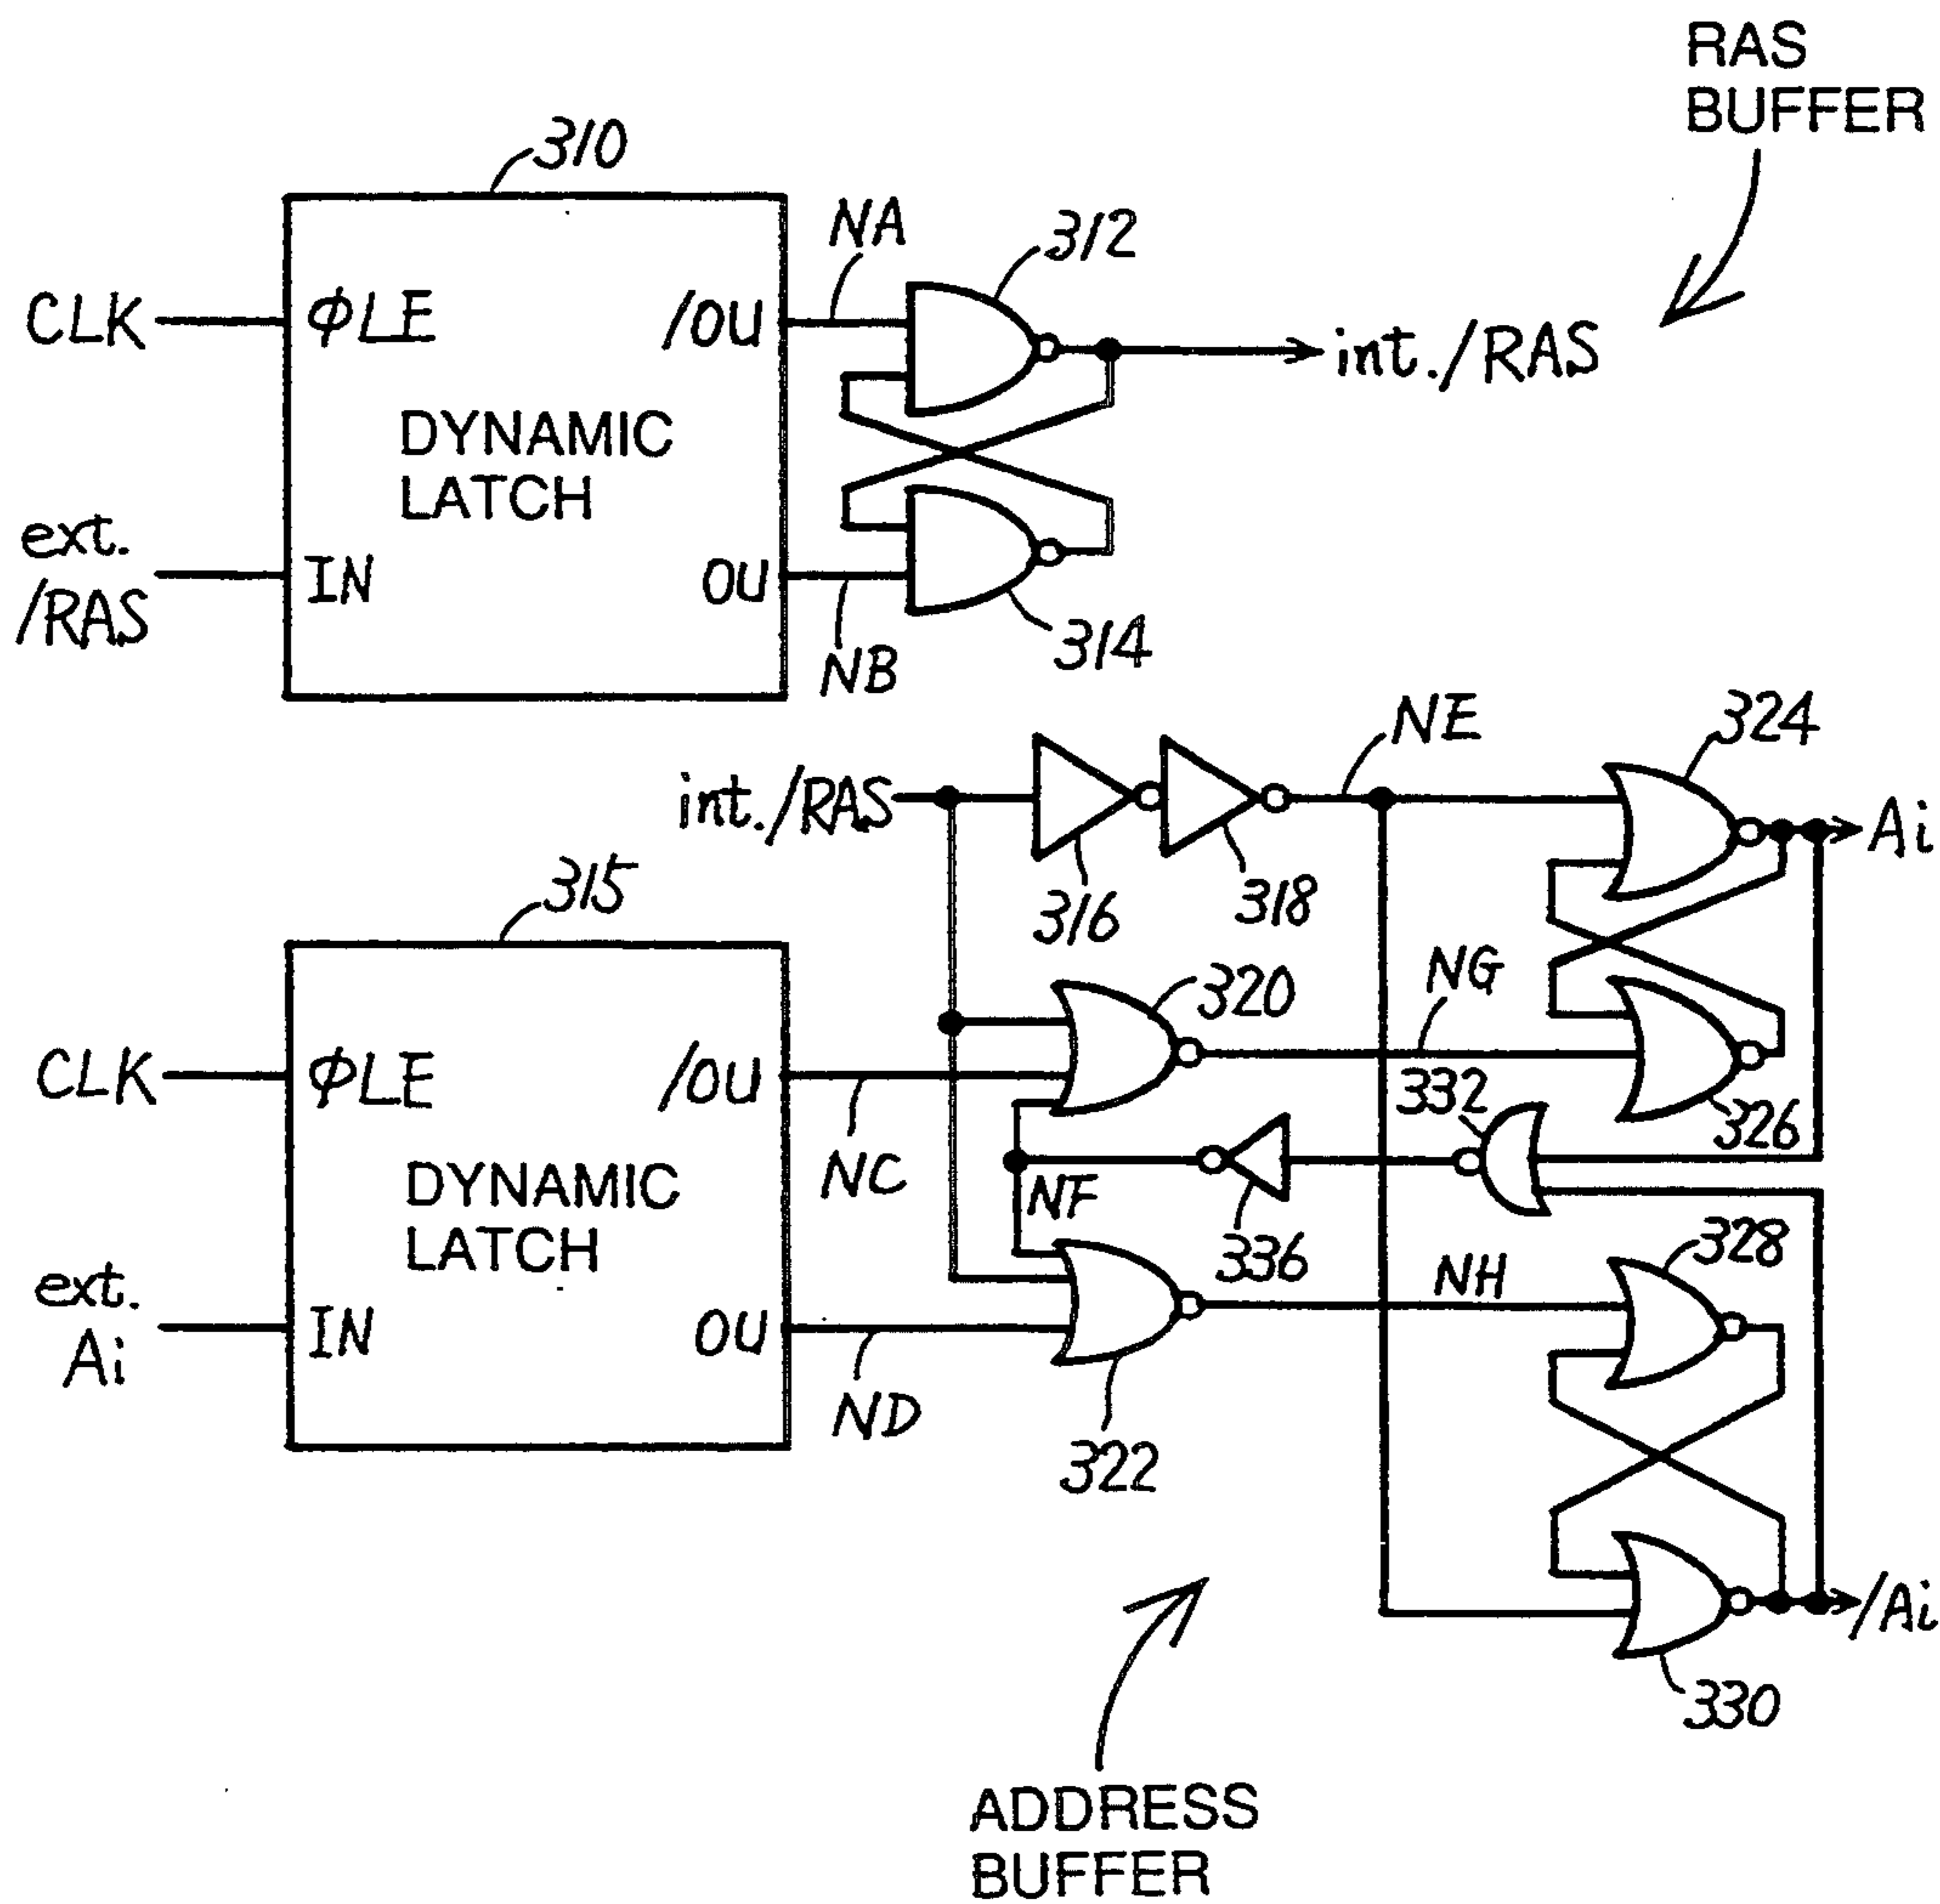 RAS
BUFFER
310
NA
312
CLK
ΦLE
/OU
int./RAS
DYNAMIC
LATCH
ext.
/RAS
IN
OU
NB
314
NE
324
int./RAS
Ai
316
318
315
NG
320
CLK
ΦLE
/OU
332
326
NC
NF
DYNAMIC
LATCH
336
328
NH
ext.
Ai
IN
OU
ND
322
/Ai
330
ADDRESS
BUFFER